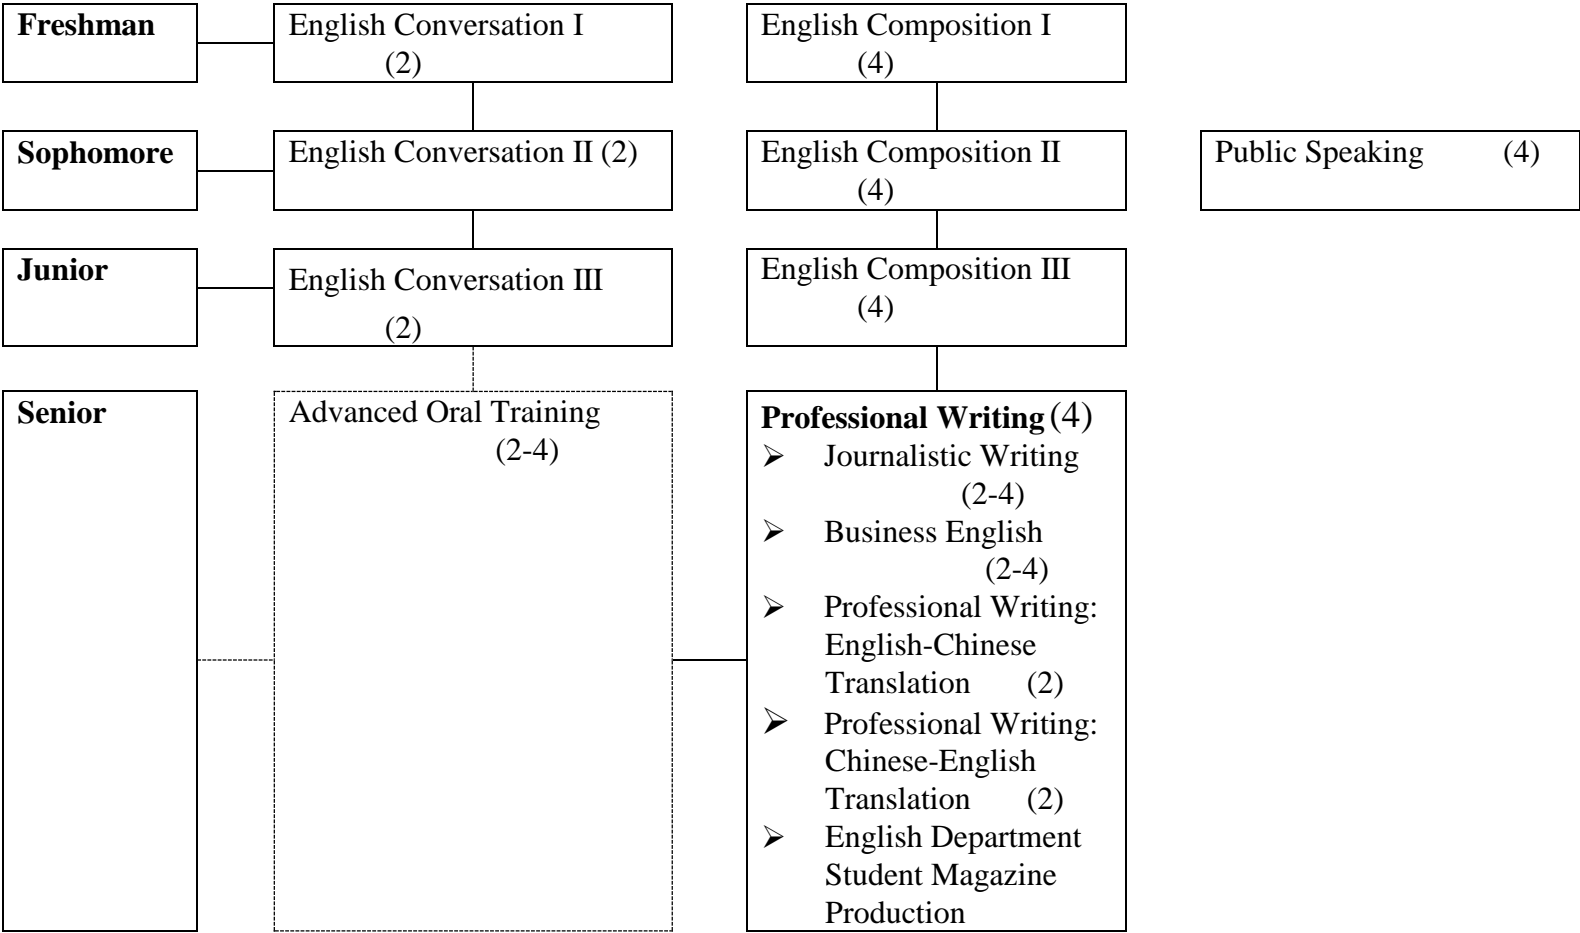 Freshman
English Conversation I
(2)
English Composition I
(4)
Sophomore
English Conversation II (2)
English Composition II
(4)
Public Speaking (4)
Junior
English Conversation III
(2)
English Composition III
(4)
Senior
Advanced Oral Training
(2-4)
Professional Writing (4)
➢ Journalistic Writing
(2-4)
➢ Business English
(2-4)
➢ Professional Writing:
English-Chinese
Translation (2)
➢ Professional Writing:
Chinese-English
Translation (2)
➢ English Department
Student Magazine
Production